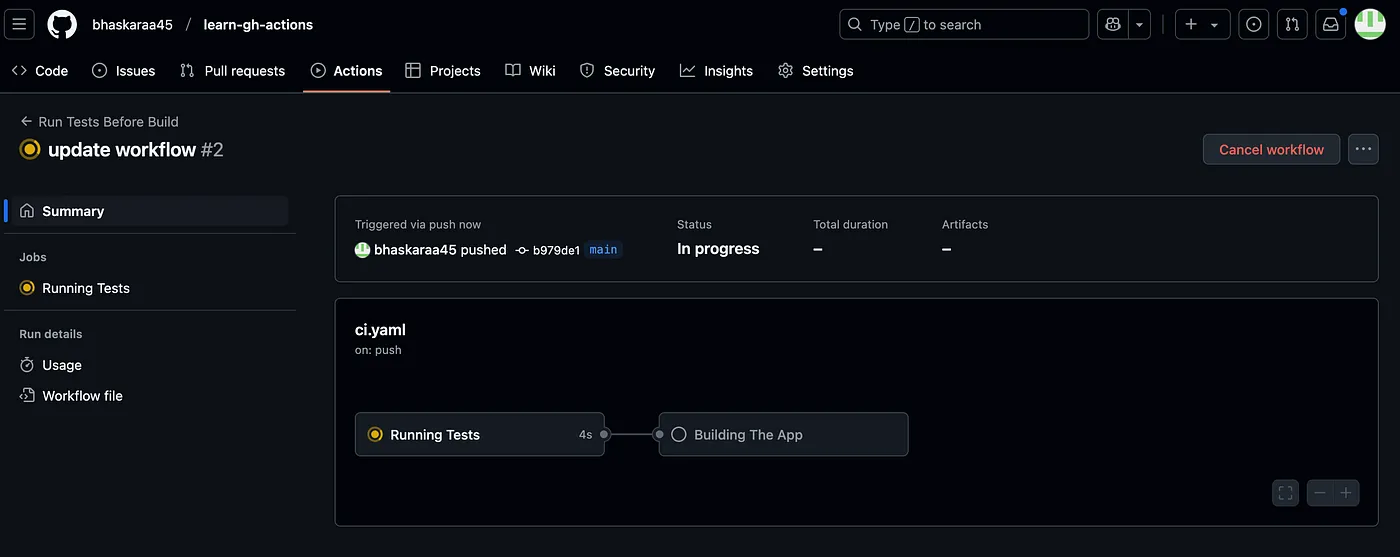 bhaskaraa45 / learn-gh-actions
Type / to search
Code Issues Pull requests Actions Projects Wiki Security Insights Settings
Run Tests Before Build
update workflow #2
Cancel workflow
Summary
Jobs
Running Tests
Run details
Usage
Workflow file
Triggered via push now
bhaskaraa45 pushed b979de1 main
Status
In progress
Total duration
–
Artifacts
–
ci.yaml
on: push
Running Tests 4s
Building The App